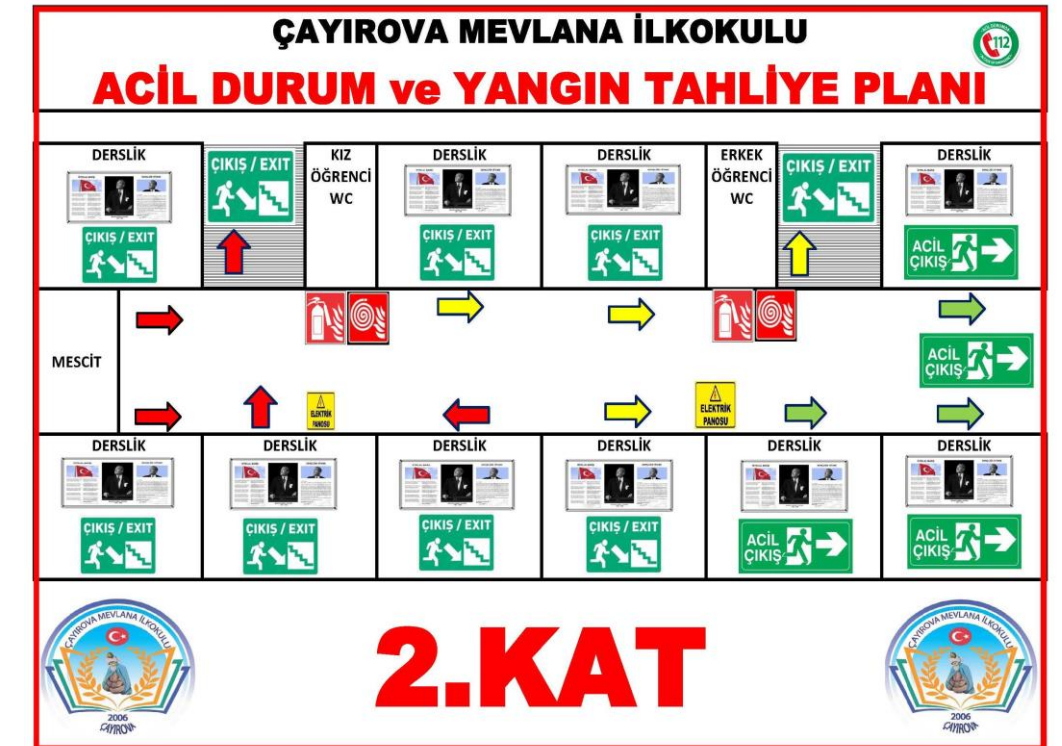 ÇAYIROVA MEVLANA İLKOKULU
112
ACİL DURUM ve YANGIN TAHLİYE PLANI
DERSLİK
ÇIKIŞ / EXIT
ÇIKIŞ / EXIT
KIZ
ÖĞRENCİ
WC
DERSLİK
ÇIKIŞ / EXIT
DERSLİK
ÇIKIŞ / EXIT
ERKEK
ÖĞRENCİ
WC
ÇIKIŞ / EXIT
DERSLİK
ACİL
ÇIKIŞ
MESCİT
ACİL
ÇIKIŞ
ELEKTRİK
PANOSU
ELEKTRİK
PANOSU
DERSLİK
ÇIKIŞ / EXIT
DERSLİK
ÇIKIŞ / EXIT
DERSLİK
ÇIKIŞ / EXIT
DERSLİK
ÇIKIŞ / EXIT
DERSLİK
ACİL
ÇIKIŞ
DERSLİK
ACİL
ÇIKIŞ
ÇAYIROVA MEVLANA İLKOKULU
2006
ÇAYIROVA
2.KAT
ÇAYIROVA MEVLANA İLKOKULU
2006
ÇAYIROVA